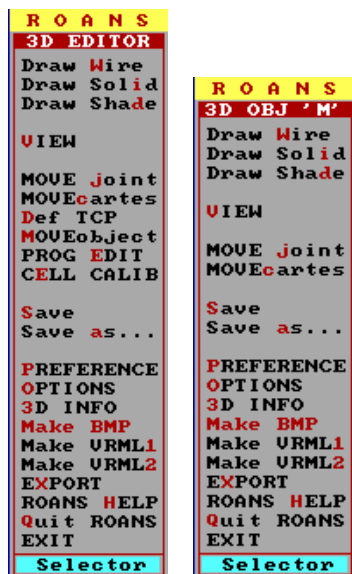 R O A N S
3D EDITOR
Draw Wire
Draw Solid
Draw Shade
VIEW
MOVE joint
MOVEcartes
Def TCP
MOVEobject
PROG EDIT
CELL CALIB
Save
Save as...
PREFERENCE
OPTIONS
3D INFO
Make BMP
Make VRML1
Make VRML2
EXPORT
ROANS HELP
Quit ROANS
EXIT
Selector
R O A N S
3D OBJ 'M'
Draw Wire
Draw Solid
Draw Shade
VIEW
MOVE joint
MOVEcartes
Save
Save as...
PREFERENCE
OPTIONS
3D INFO
Make BMP
Make VRML1
Make VRML2
EXPORT
ROANS HELP
Quit ROANS
EXIT
Selector